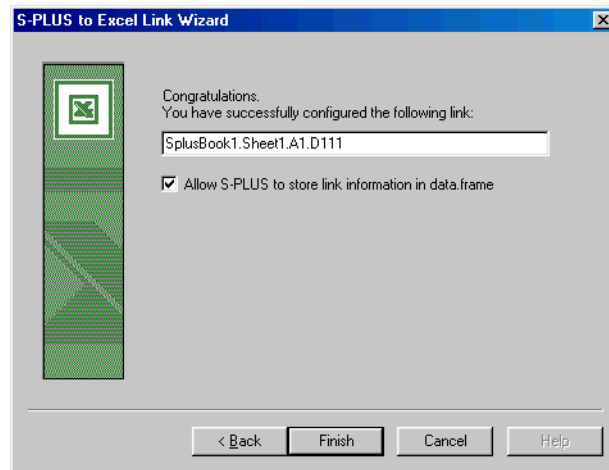 S-PLUS to Excel Link Wizard
Congratulations.
You have successfully configured the following link:
SplusBook1.Sheet1.A1.D111
Allow S-PLUS to store link information in data.frame
< Back
Finish
Cancel
Help